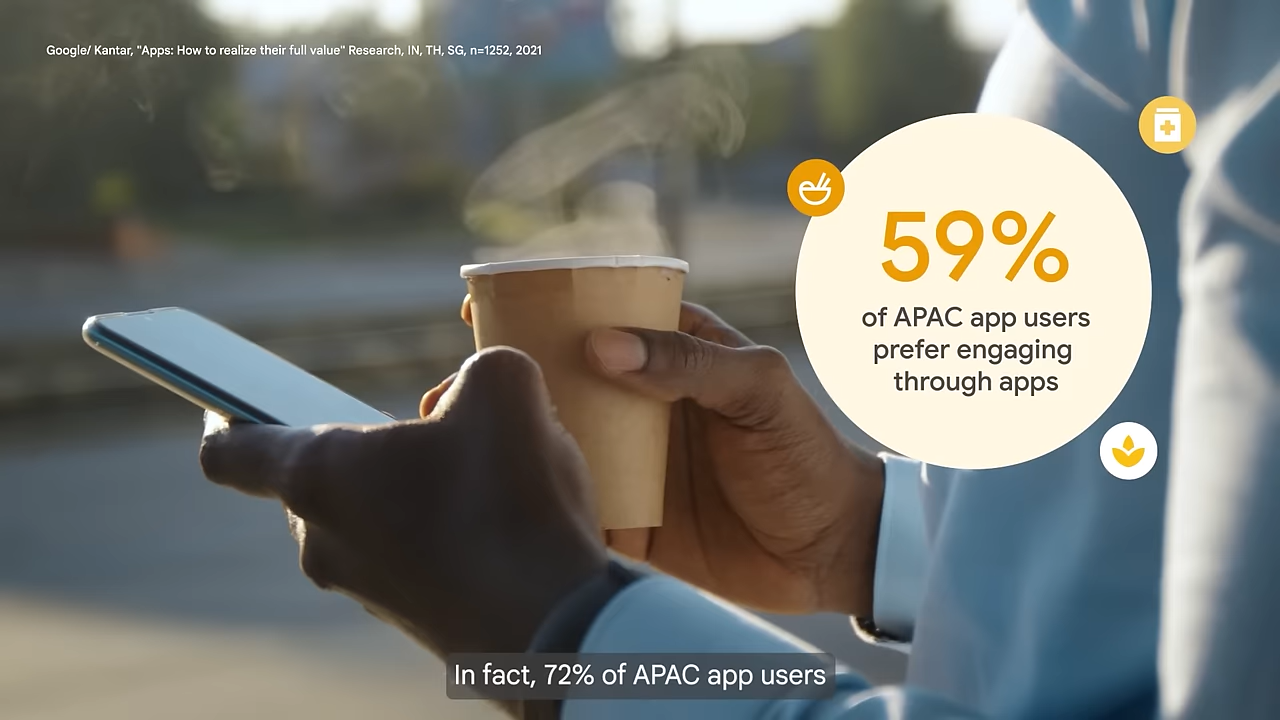 Google/ Kantar, "Apps: How to realize their full value" Research, IN, TH, SG, n=1252, 2021
59%
of APAC app users
prefer engaging
through apps
In fact, 72% of APAC app users